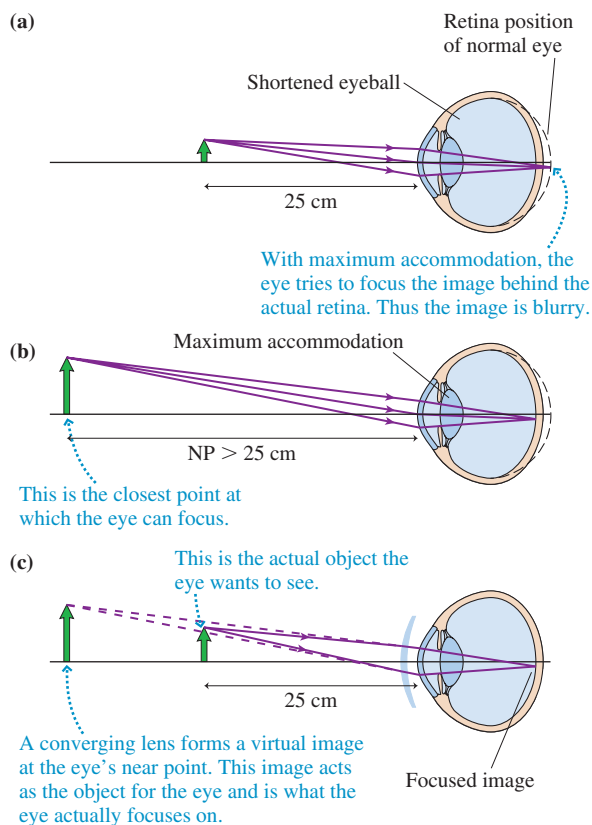 (a)
Retina position
of normal eye
Shortened eyeball
25 cm
With maximum accommodation, the
eye tries to focus the image behind the
actual retina. Thus the image is blurry.
(b)
Maximum accommodation
NP > 25 cm
This is the closest point at
which the eye can focus.
(c)
This is the actual object the
eye wants to see.
25 cm
A converging lens forms a virtual image
at the eye's near point. This image acts
as the object for the eye and is what the
eye actually focuses on.
Focused image